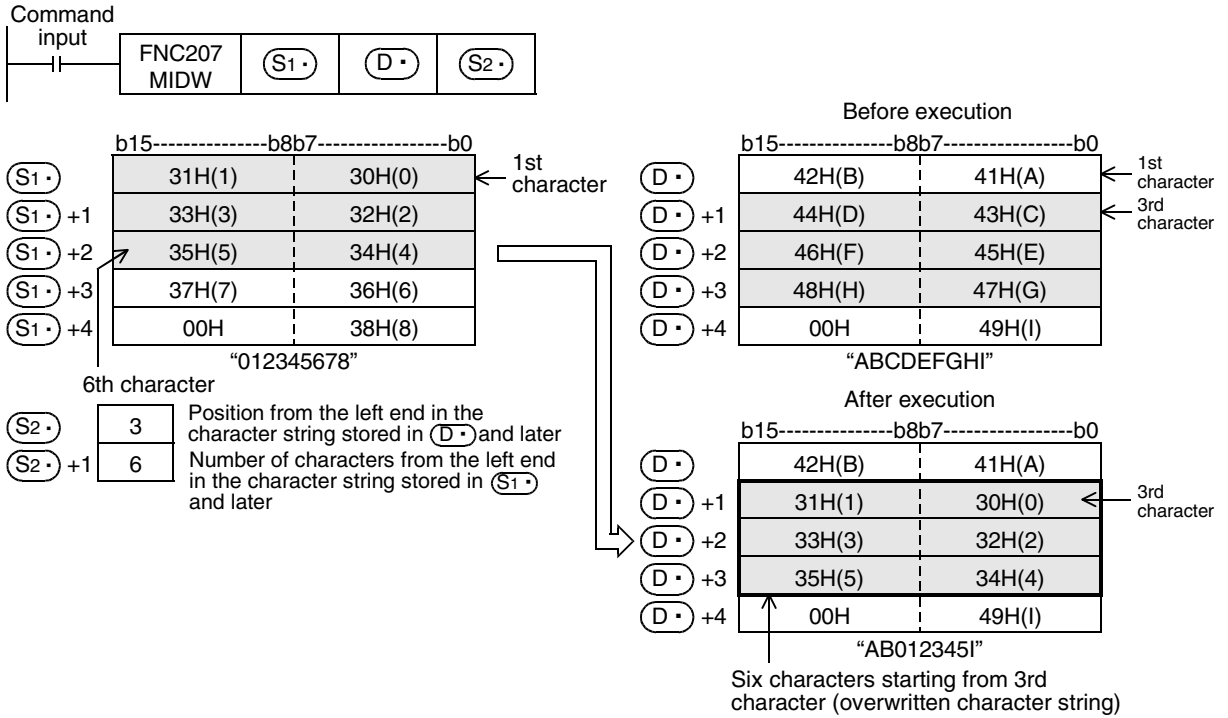 Command
input
FNC207
MIDW
S1・
D・
S2・
b15---------------b8b7-----------------b0
S1・ 31H(1) 30H(0)
S1・ +1 33H(3) 32H(2)
S1・ +2 35H(5) 34H(4)
S1・ +3 37H(7) 36H(6)
S1・ +4 00H 38H(8)
1st
character
“012345678”
6th character
S2・ 3
Position from the left end in the
character string stored in D・ and later
S2・ +1 6
Number of characters from the left end
in the character string stored in S1・
and later
Before execution
b15---------------b8b7-----------------b0
D・ 42H(B) 41H(A)
D・ +1 44H(D) 43H(C)
D・ +2 46H(F) 45H(E)
D・ +3 48H(H) 47H(G)
D・ +4 00H 49H(I)
1st
character
3rd
character
“ABCDEFGHI”
After execution
b15---------------b8b7-----------------b0
D・ 42H(B) 41H(A)
D・ +1 31H(1) 30H(0)
D・ +2 33H(3) 32H(2)
D・ +3 35H(5) 34H(4)
D・ +4 00H 49H(I)
3rd
character
“AB012345I”
Six characters starting from 3rd
character (overwritten character string)